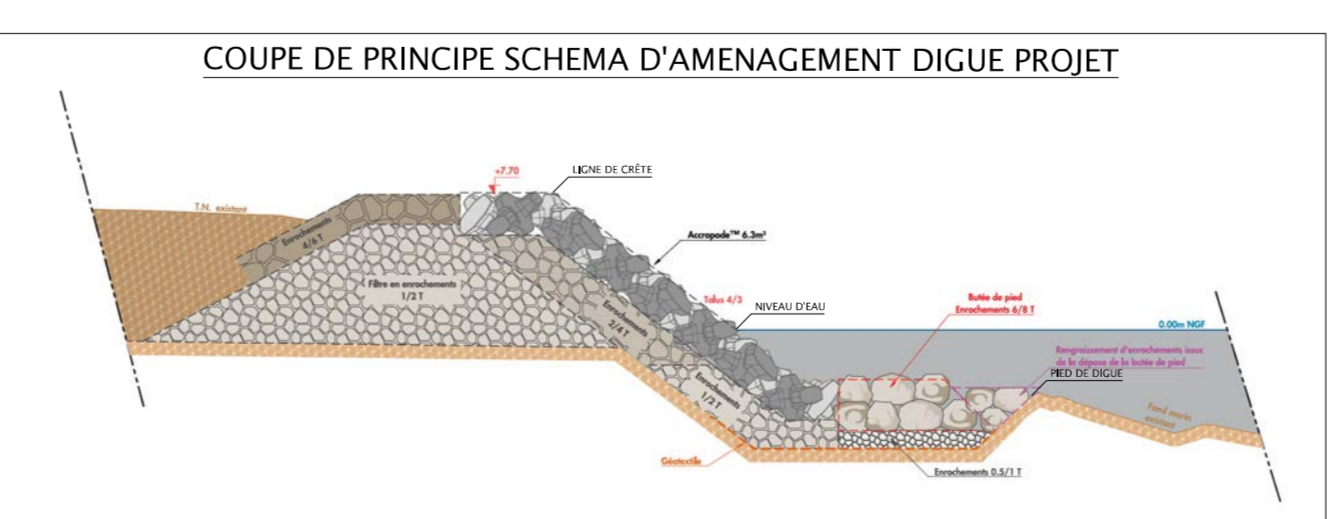 COUPE DE PRINCIPE SCHEMA D'AMENAGEMENT DIGUE PROJET
+7.70
LIGNE DE CRÊTE
T.N. existant
Enrochements
4/6 T
Accropode™ 6.3m³
Filtre en enrochements
1/2 T
Talus 4/3
NIVEAU D'EAU
Butée de pied
Enrochements 6/8 T
0.00m NGF
Enrochements
2/4 T
Rengraissement d'enrochements issus
de la dépose de la butée de pied
PIED DE DIGUE
Enrochements
1/2 T
Fond marin
existant
Géotextile
Enrochements 0.5/1 T